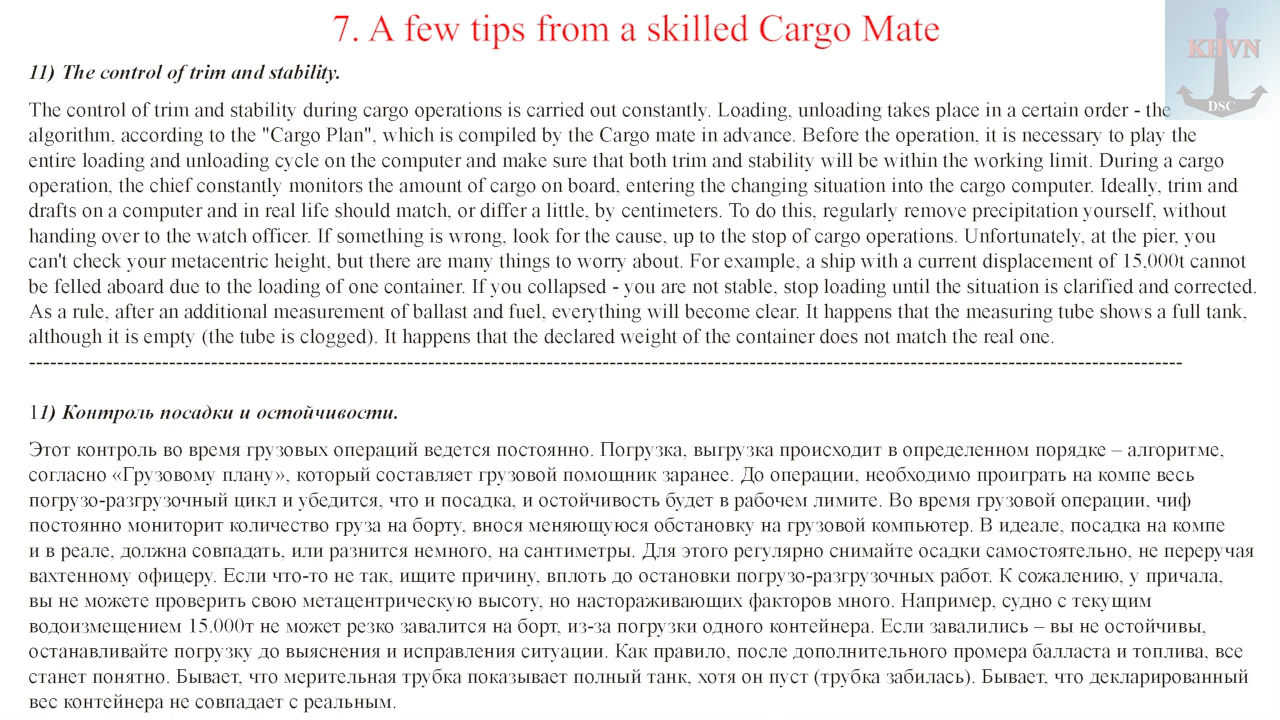 7. A few tips from a skilled Cargo Mate
KHVN
DSC
11) The control of trim and stability.
The control of trim and stability during cargo operations is carried out constantly. Loading, unloading takes place in a certain order - the
algorithm, according to the "Cargo Plan", which is compiled by the Cargo mate in advance. Before the operation, it is necessary to play the
entire loading and unloading cycle on the computer and make sure that both trim and stability will be within the working limit. During a cargo
operation, the chief constantly monitors the amount of cargo on board, entering the changing situation into the cargo computer. Ideally, trim and
drafts on a computer and in real life should match, or differ a little, by centimeters. To do this, regularly remove precipitation yourself, without
handing over to the watch officer. If something is wrong, look for the cause, up to the stop of cargo operations. Unfortunately, at the pier, you
can't check your metacentric height, but there are many things to worry about. For example, a ship with a current displacement of 15,000t cannot
be felled aboard due to the loading of one container. If you collapsed - you are not stable, stop loading until the situation is clarified and corrected.
As a rule, after an additional measurement of ballast and fuel, everything will become clear. It happens that the measuring tube shows a full tank,
although it is empty (the tube is clogged). It happens that the declared weight of the container does not match the real one.
-----------------------------------------------------------------------------------------------------------------------------------------------------------------------
11) Контроль посадки и остойчивости.
Этот контроль во время грузовых операций ведется постоянно. Погрузка, выгрузка происходит в определенном порядке – алгоритме,
согласно «Грузовому плану», который составляет грузовой помощник заранее. До операции, необходимо проиграть на компе весь
погрузо-разгрузочный цикл и убедится, что и посадка, и остойчивость будет в рабочем лимите. Во время грузовой операции, чиф
постоянно мониторит количество груза на борту, внося меняющуюся обстановку на грузовой компьютер. В идеале, посадка на компе
и в реале, должна совпадать, или разнится немного, на сантиметры. Для этого регулярно снимайте осадки самостоятельно, не переручая
вахтенному офицеру. Если что-то не так, ищите причину, вплоть до остановки погрузо-разгрузочных работ. К сожалению, у причала,
вы не можете проверить свою метацентрическую высоту, но настораживающих факторов много. Например, судно с текущим
водоизмещением 15.000т не может резко завалится на борт, из-за погрузки одного контейнера. Если завалились – вы не остойчивы,
останавливайте погрузку до выяснения и исправления ситуации. Как правило, после дополнительного промера балласта и топлива, все
станет понятно. Бывает, что мерительная трубка показывает полный танк, хотя он пуст (трубка забилась). Бывает, что декларированный
вес контейнера не совпадает с реальным.